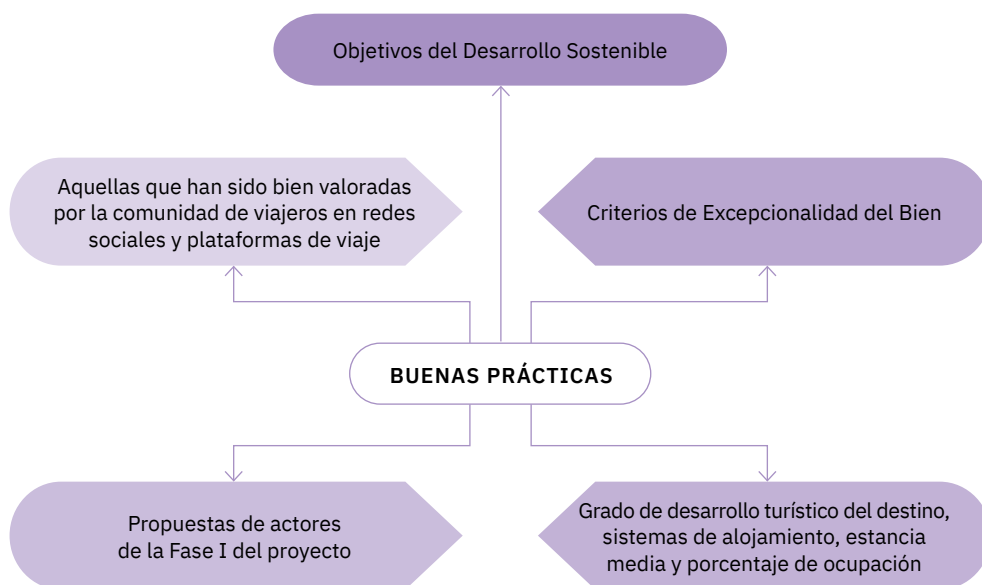 Objetivos del Desarrollo Sostenible
Aquellas que han sido bien valoradas
por la comunidad de viajeros en redes
sociales y plataformas de viaje
Criterios de Excepcionalidad del Bien
BUENAS PRÁCTICAS
Propuestas de actores
de la Fase I del proyecto
Grado de desarrollo turístico del destino,
sistemas de alojamiento, estancia
media y porcentaje de ocupación